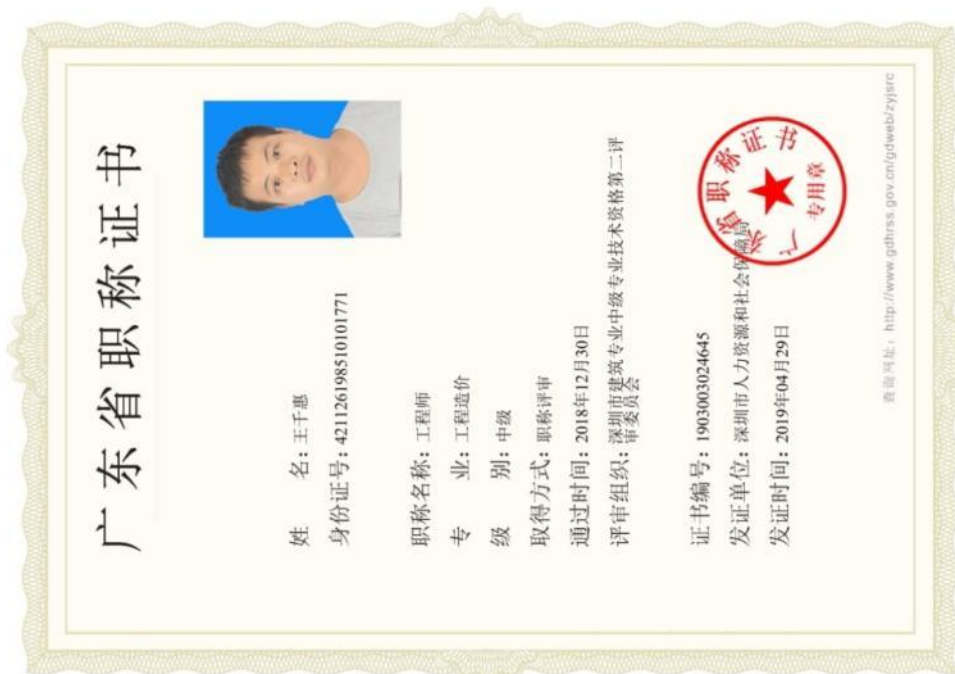 广东省职称证书
姓名：王千惠
身份证号：421126198510101771
职称名称：工程师
专业：工程造价
级别：中级
取得方式：职称评审
通过时间：2018年12月30日
评审组织：深圳市建筑专业中级专业技术资格第二评
审委员会
证书编号：1903003024645
发证单位：深圳市人力资源和社会保障局
发证时间：2019年04月29日
广东省职称证书
专用章
查询网址：http://www.gdhrss.gov.cn/gdweb/zyjsrc